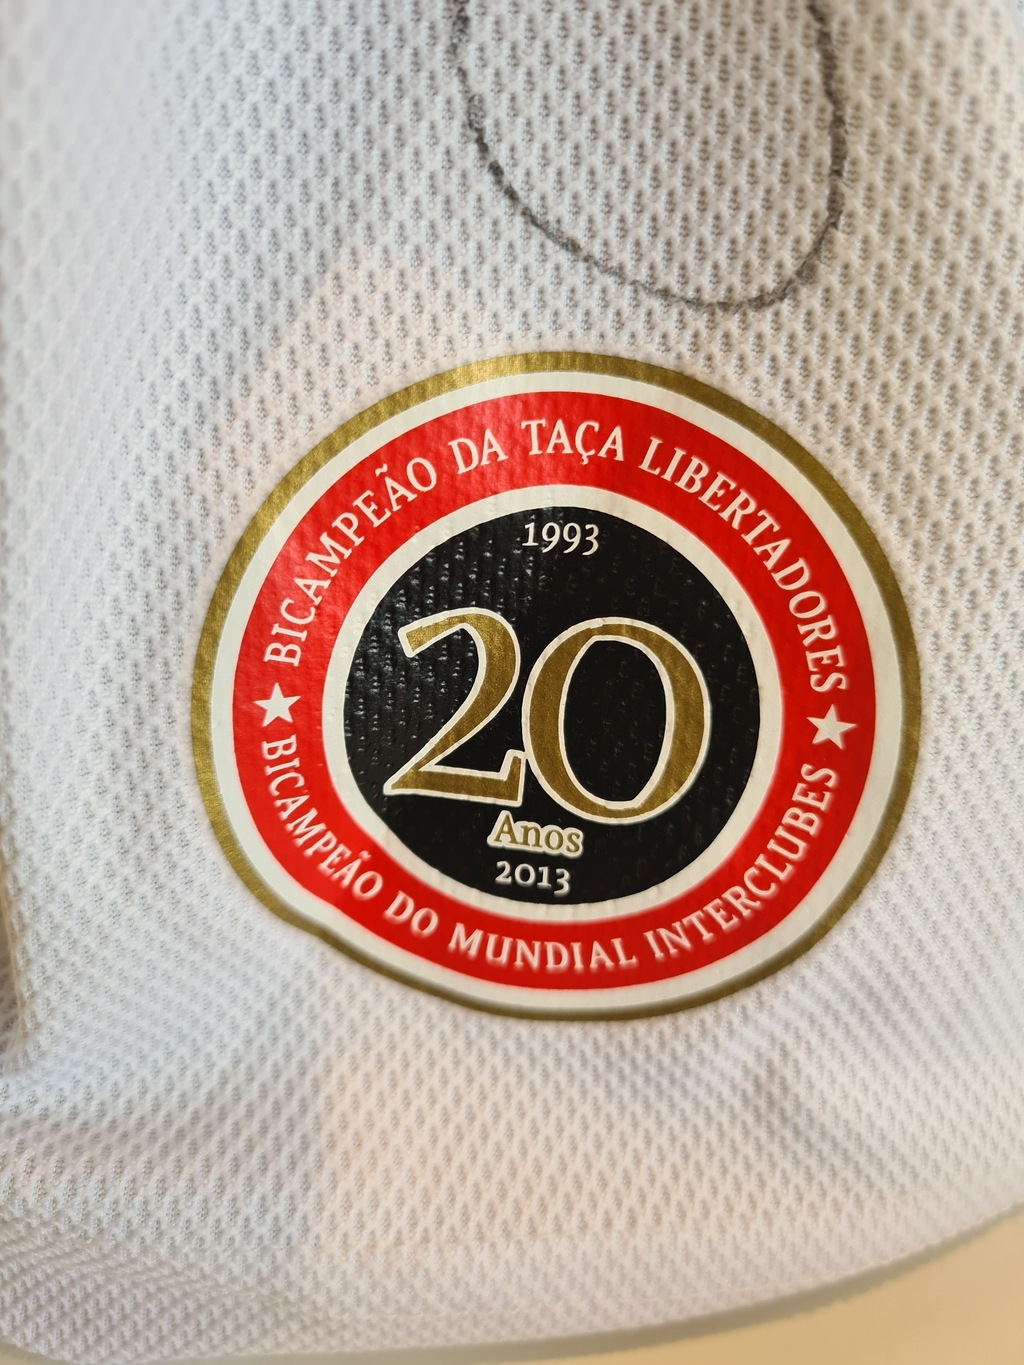 BICAMPEÃO DA TAÇA LIBERTADORES
1993
20
Anos
2013
BICAMPEÃO DO MUNDIAL INTERCLUBES